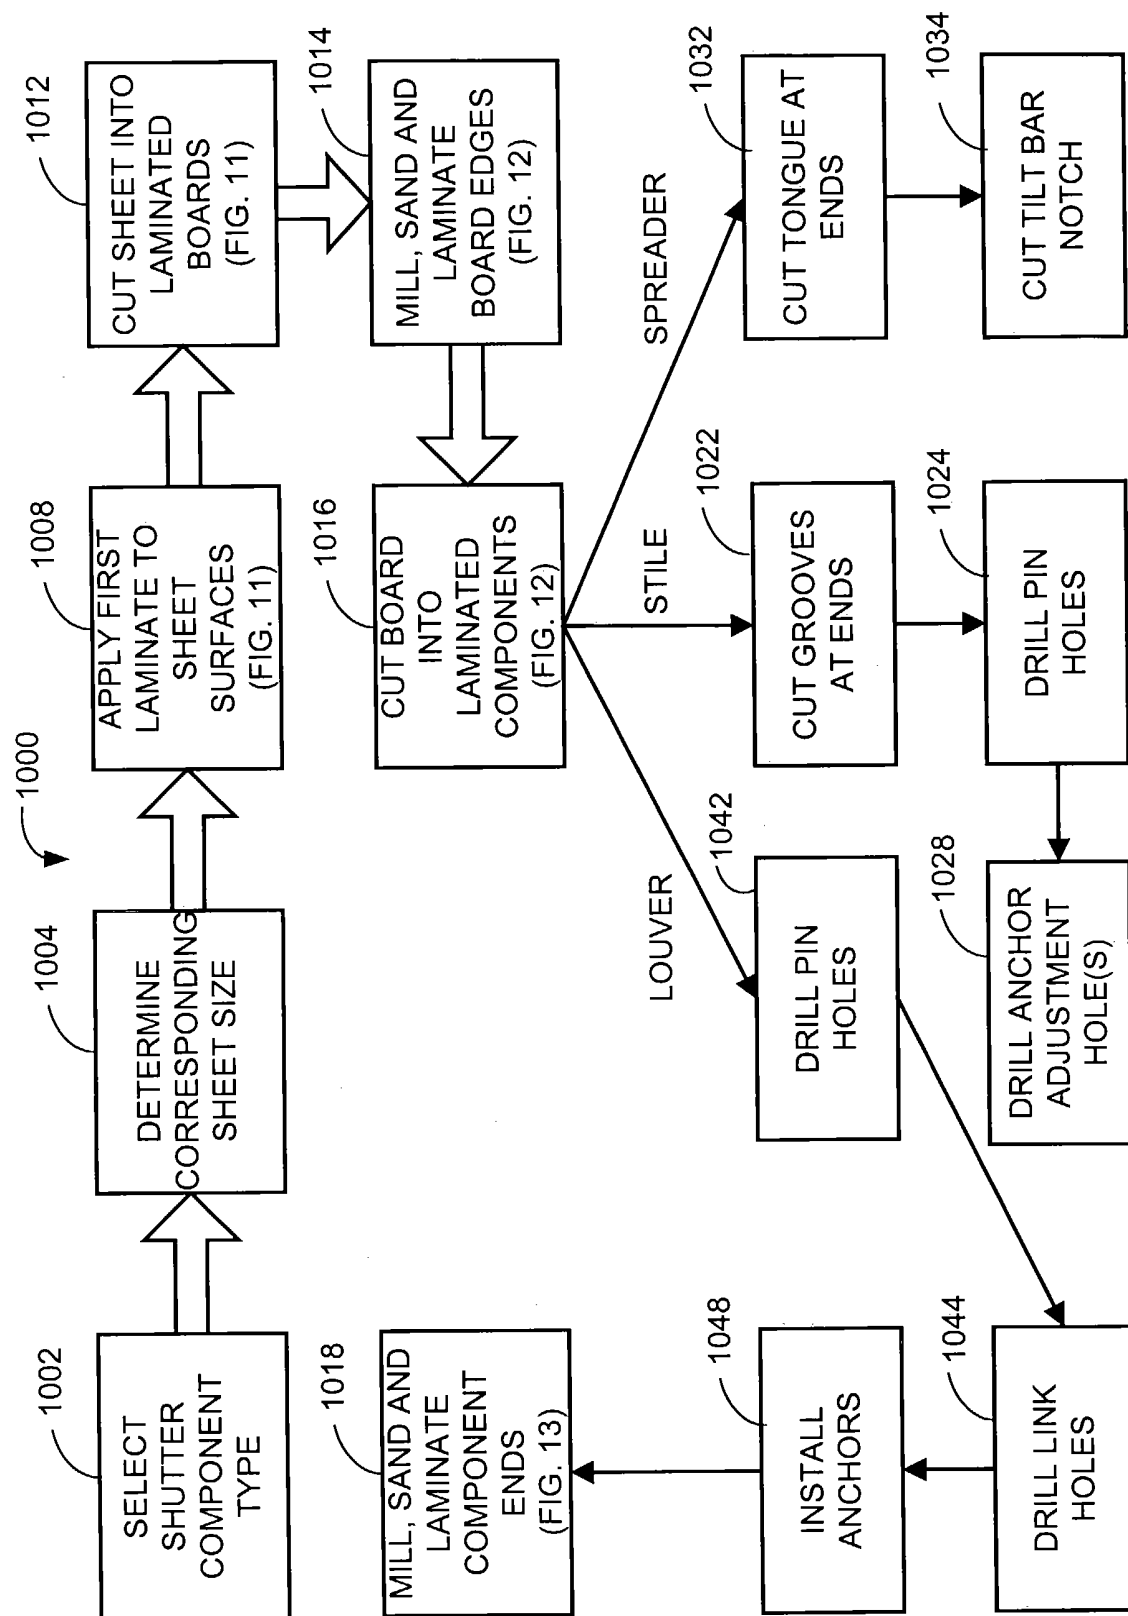 1000
1002
SELECT
SHUTTER
COMPONENT
TYPE
1004
DETERMINE
CORRESPONDING
SHEET SIZE
1008
APPLY FIRST
LAMINATE TO
SHEET
SURFACES
(FIG. 11)
1012
CUT SHEET INTO
LAMINATED
BOARDS
(FIG. 11)
1014
MILL, SAND AND
LAMINATE
BOARD EDGES
(FIG. 12)
1016
CUT BOARD
INTO
LAMINATED
COMPONENTS
(FIG. 12)
1018
MILL, SAND AND
LAMINATE
COMPONENT
ENDS
(FIG. 13)
LOUVER
STILE
SPREADER
1048
INSTALL
ANCHORS
1042
DRILL PIN
HOLES
1022
CUT GROOVES
AT ENDS
1032
CUT TONGUE AT
ENDS
1044
DRILL LINK
HOLES
1028
DRILL ANCHOR
ADJUSTMENT
HOLE(S)
1024
DRILL PIN
HOLES
1034
CUT TILT BAR
NOTCH